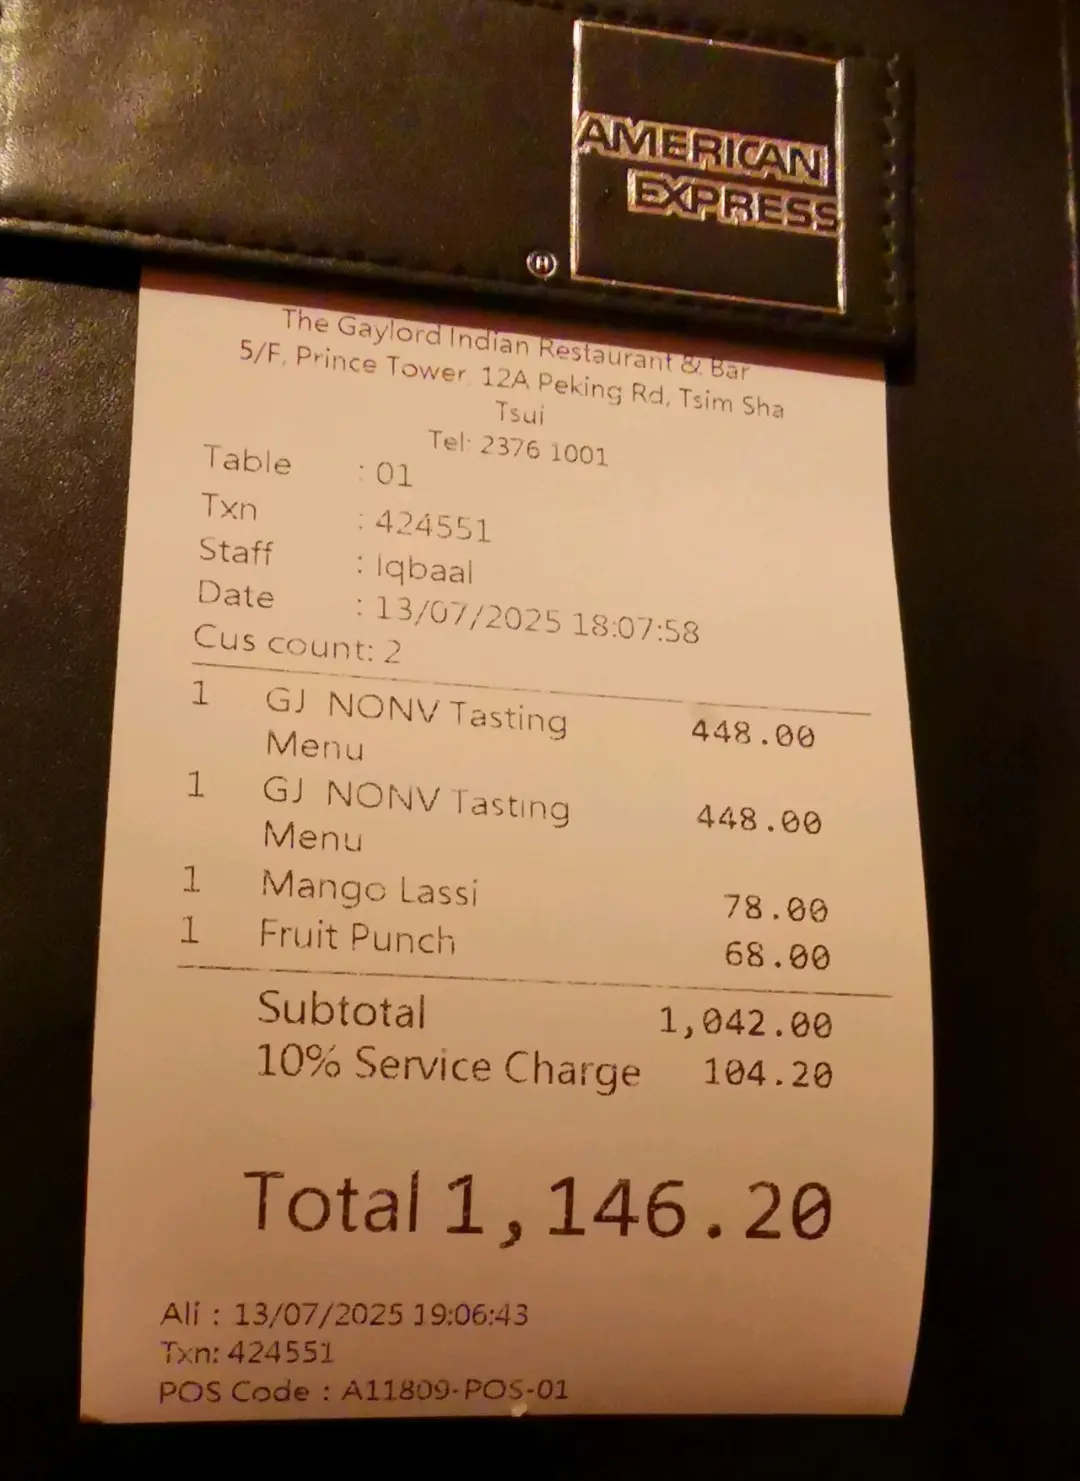 AMERICAN
EXPRESS
®
The Gaylord Indian Restaurant & Bar
5/F, Prince Tower, 12A Peking Rd, Tsim Sha
Tsui
Tel: 2376 1001
Table : 01
Txn : 424551
Staff : Iqbaal
Date : 13/07/2025 18:07:58
Cus count: 2
1 GJ NONV Tasting 448.00
Menu
1 GJ NONV Tasting 448.00
Menu
1 Mango Lassi 78.00
1 Fruit Punch 68.00
Subtotal 1,042.00
10% Service Charge 104.20
Total 1,146.20
Ali : 13/07/2025 19:06:43
Txn: 424551
POS Code : A11809-POS-01